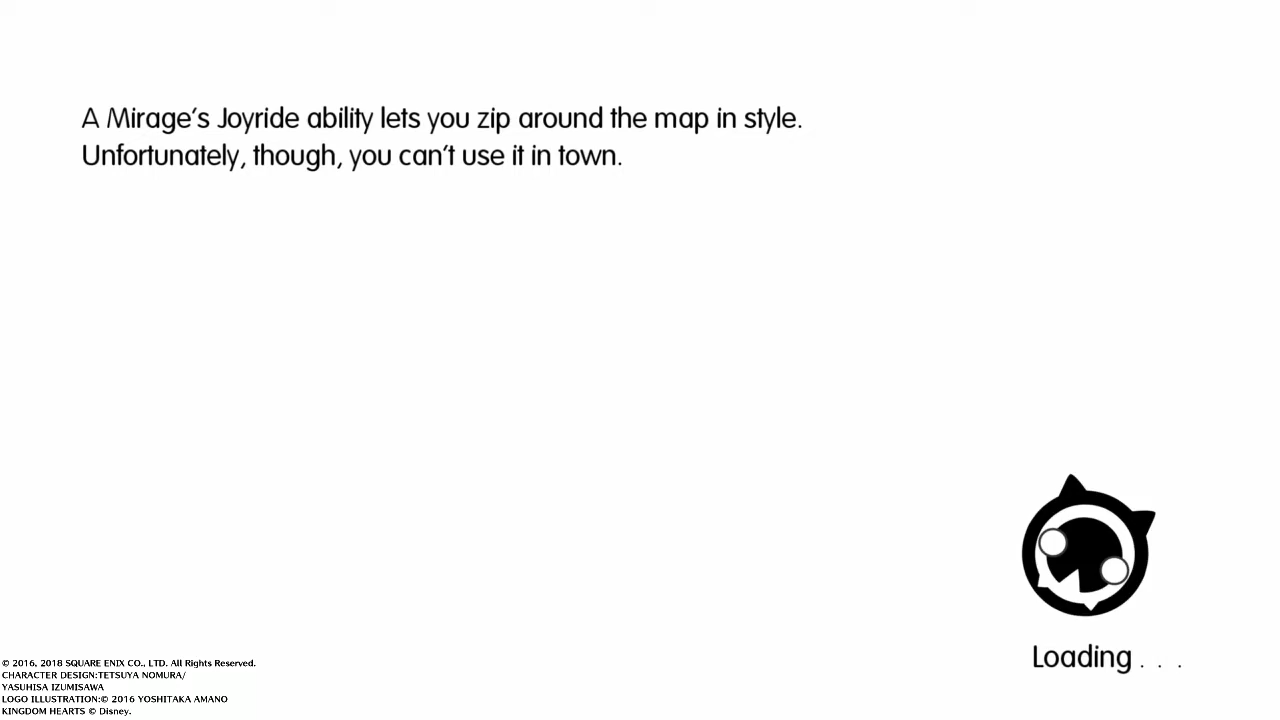 A Mirage's Joyride ability lets you zip around the map in style.
Unfortunately, though, you can't use it in town.
Loading . . .
© 2016, 2018 SQUARE ENIX CO., LTD. All Rights Reserved.
CHARACTER DESIGN:TETSUYA NOMURA/
YASUHISA IZUMISAWA
LOGO ILLUSTRATION:© 2016 YOSHITAKA AMANO
KINGDOM HEARTS © Disney.